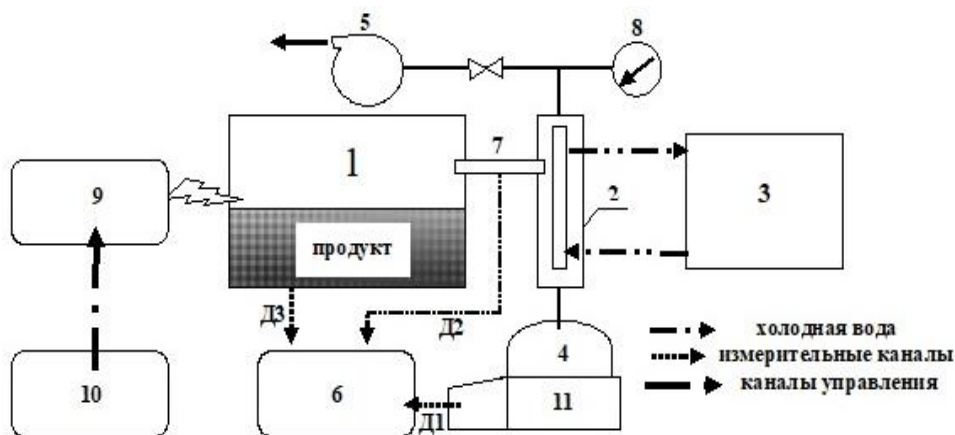 5
8
7
1
9
2
3
продукт
Д3
Д2
холодная вода
4
измерительные каналы
10
6
11
каналы управления
Д1